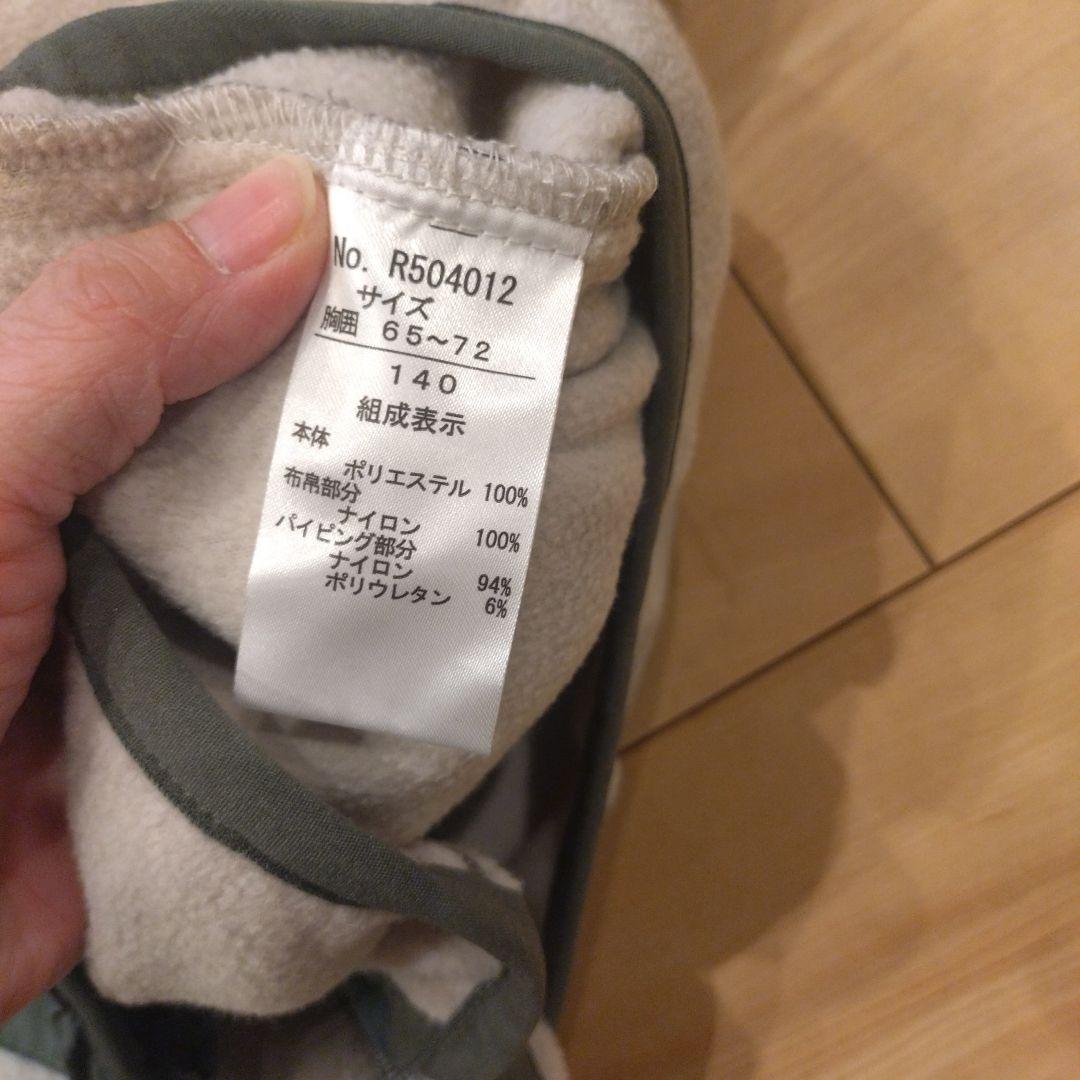 No. R504012
サイズ
胸囲 65～72
140
組成表示
本体
ポリエステル 100%
布帛部分
ナイロン 100%
パイピング部分
ナイロン 94%
ポリウレタン 6%